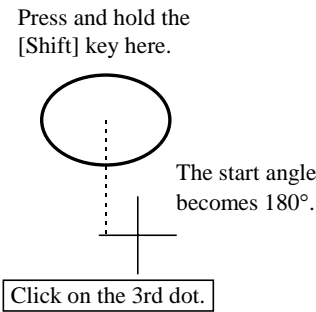 Press and hold the
[Shift] key here.
The start angle
becomes 180°.
Click on the 3rd dot.